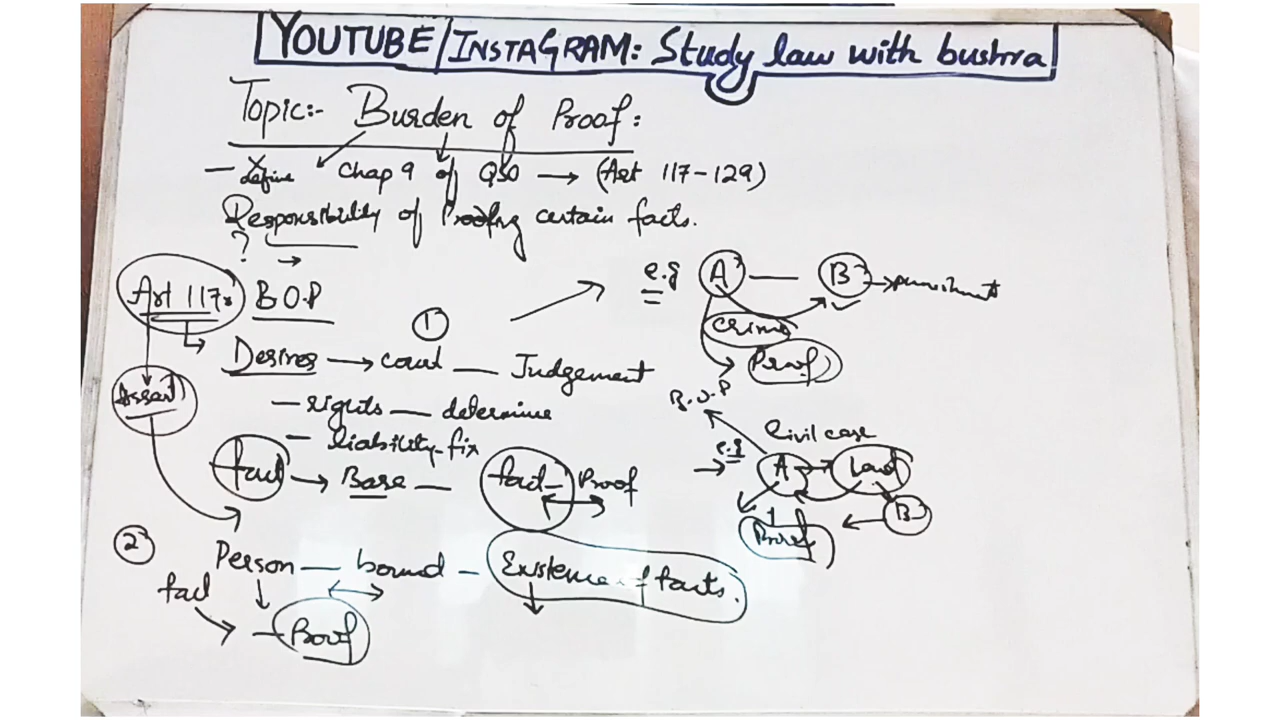 YOUTUBE/INSTAGRAM: Study law with bushra
Topic:- Burden of Proof:
- define Chap 9 of QSO → (Art 117-129)
Responsibility of Proofing certain facts.
?
Art 117: B.O.P
①
Desires → court — Judgement
- rights — determine
- liability-fix
Assert
fact → Base — fact - Proof
②
Person — bound - Existence of facts.
fact
- Proof
e.g A — B → punishment
crime
Proof
B.O.P
Civil case
→ e.g A → Land
B
Proof